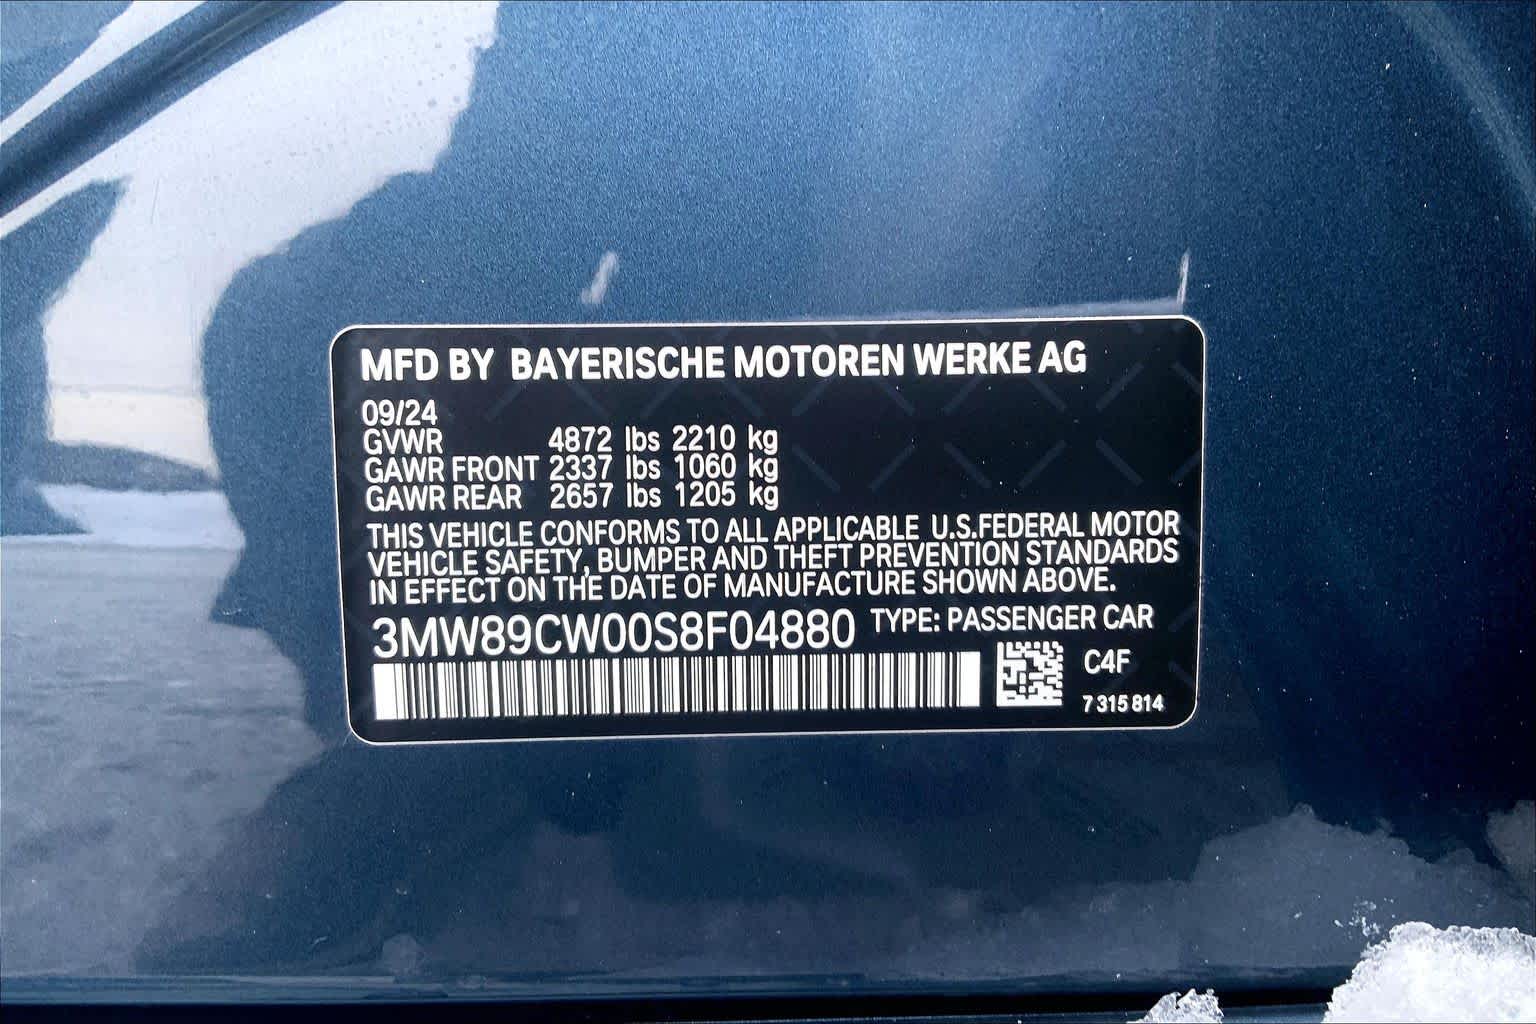 MFD BY BAYERISCHE MOTOREN WERKE AG
09/24
GVWR 4872 lbs 2210 kg
GAWR FRONT 2337 lbs 1060 kg
GAWR REAR 2657 lbs 1205 kg
THIS VEHICLE CONFORMS TO ALL APPLICABLE U.S.FEDERAL MOTOR
VEHICLE SAFETY, BUMPER AND THEFT PREVENTION STANDARDS
IN EFFECT ON THE DATE OF MANUFACTURE SHOWN ABOVE.
3MW89CW00S8F04880 TYPE: PASSENGER CAR
C4F
7 315 814